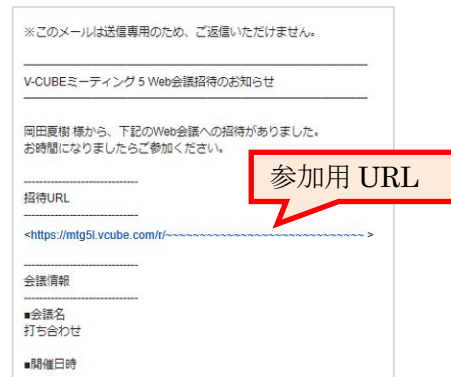 ※このメールは送信専用のため、ご返信いただけません。
V-CUBEミーティング 5 Web会議招待のお知らせ
岡田夏樹 様から、下記のWeb会議への招待がありました。
お時間になりましたらご参加ください。
------------------------------
招待URL
------------------------------
参加用 URL
<https://mtg5l.vcube.com/r/~~~~~~~~~~~~~~~~~~~~~~~~~~~~~ >
------------------------------
会議情報
------------------------------
■会議名
打ち合わせ
■開催日時